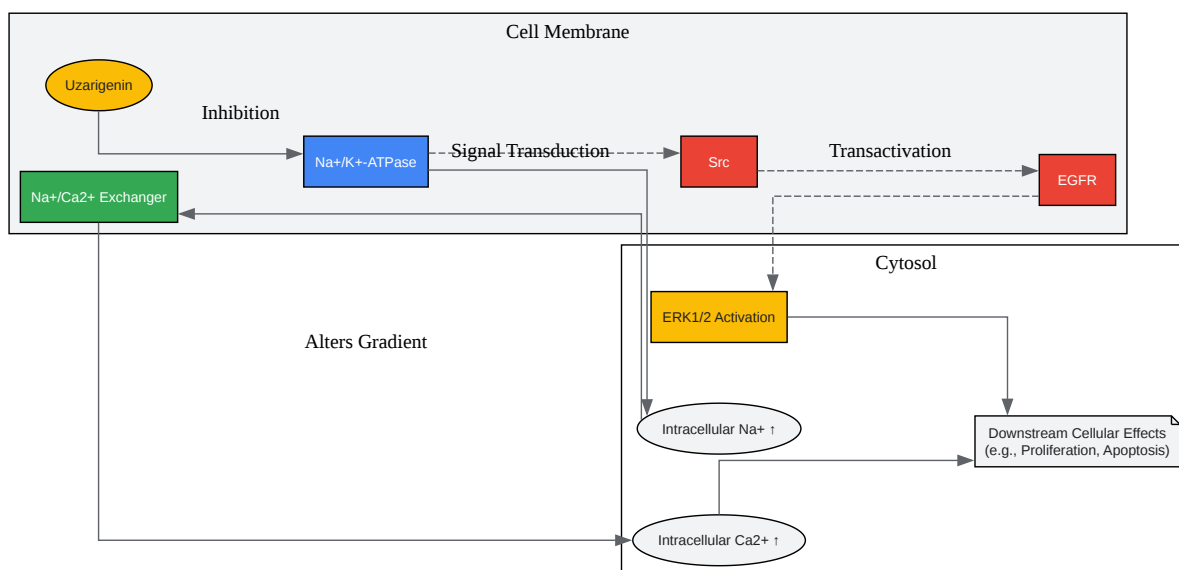 Cell Membrane
Uzarigenin
Inhibition
Na+/K+-ATPase
Signal Transduction
Src
Transactivation
EGFR
Na+/Ca2+ Exchanger
Cytosol
ERK1/2 Activation
Alters Gradient
Intracellular Na+ ↑
Downstream Cellular Effects
(e.g., Proliferation, Apoptosis)
Intracellular Ca2+ ↑